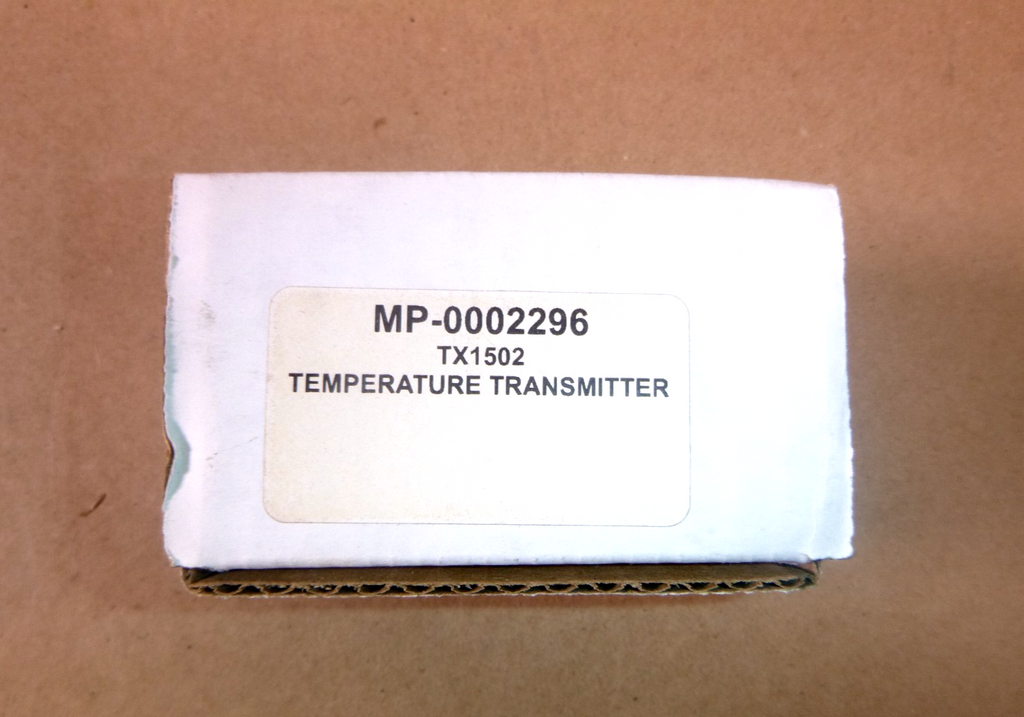 MP-0002296
TX1502
TEMPERATURE TRANSMITTER